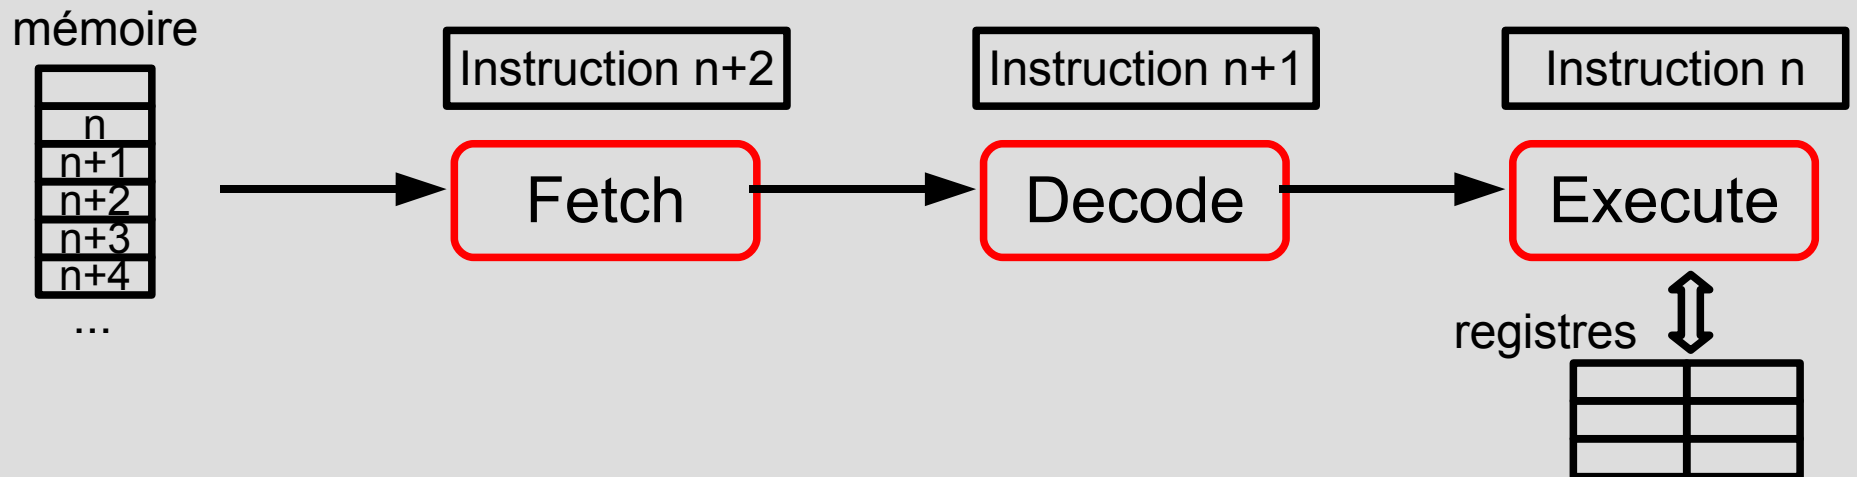 mémoire
n
n+1
n+2
n+3
n+4
...
Instruction n+2
Instruction n+1
Instruction n
Fetch
Decode
Execute
registres